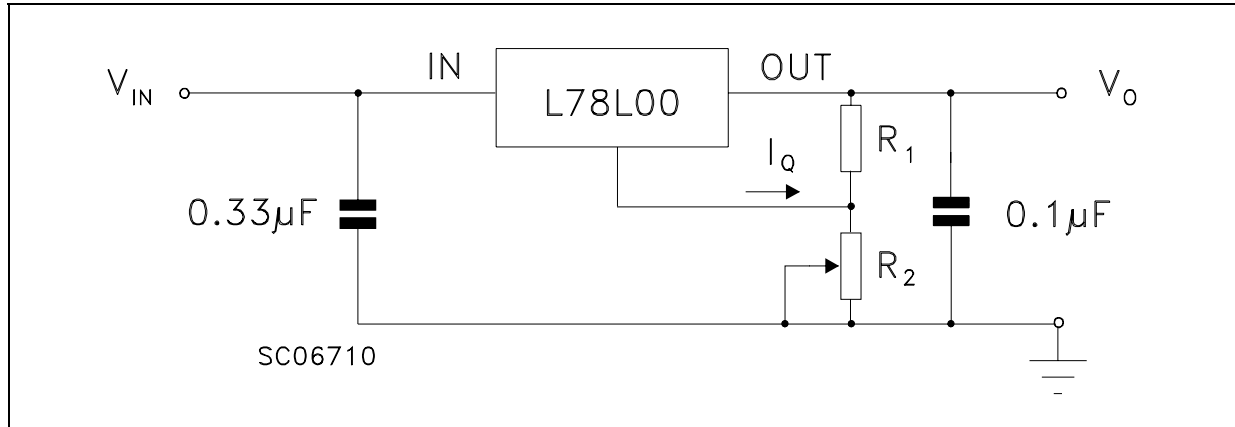 V_IN
IN
L78L00
OUT
V_O
R_1
I_Q
0.33µF
0.1µF
R_2
SC06710